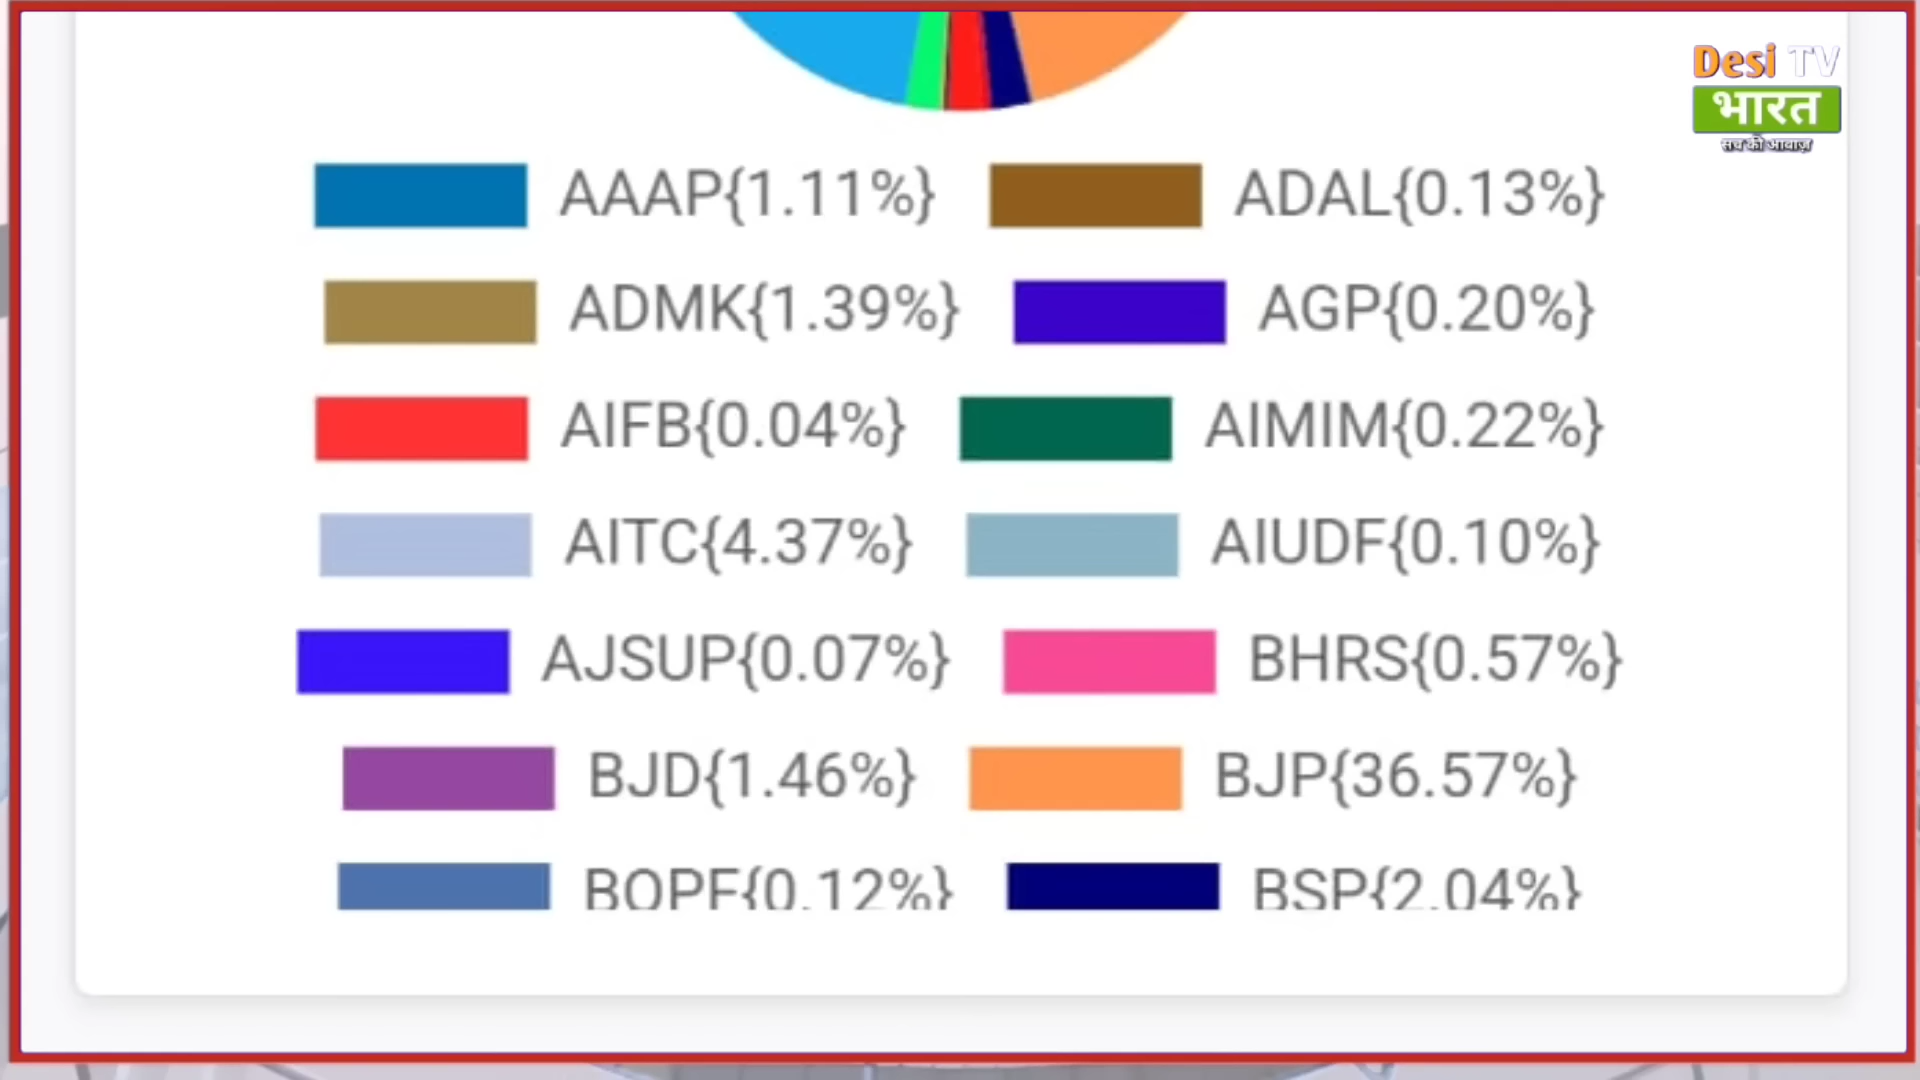 Desi TV
भारत
सच की आवाज़
AAAP{1.11%} ADAL{0.13%}
ADMK{1.39%} AGP{0.20%}
AIFB{0.04%} AIMIM{0.22%}
AITC{4.37%} AIUDF{0.10%}
AJSUP{0.07%} BHRS{0.57%}
BJD{1.46%} BJP{36.57%}
BOPF{0.12%} BSP{2.04%}